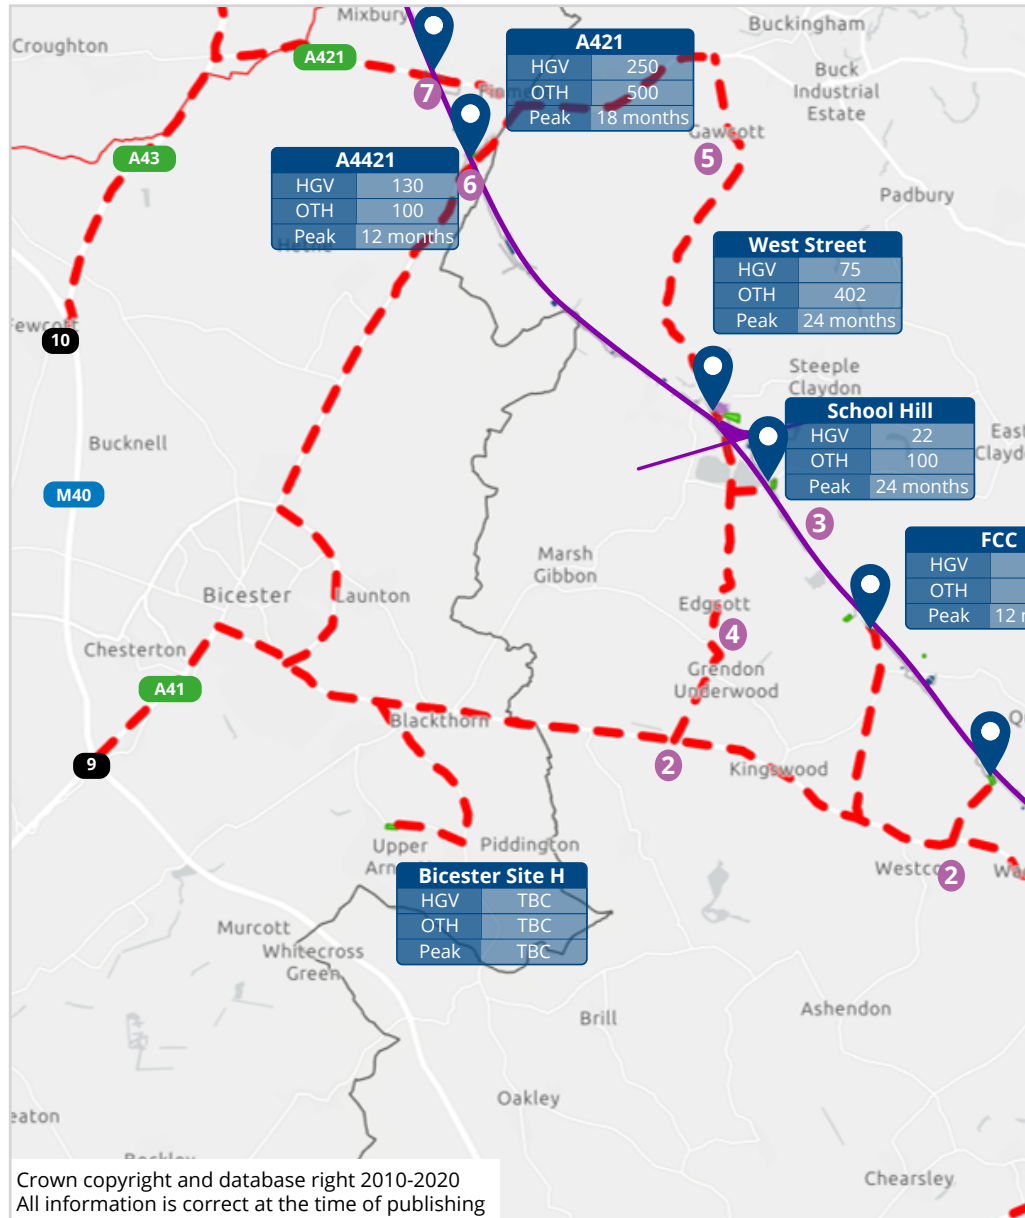 Mixbury
Croughton
Buckingham
A421
A421
HGV 250
OTH 500
Peak 18 months
Buck
Industrial
Estate
7
Gawcott
5
A43
A4421
HGV 130
OTH 100
Peak 12 months
6
Padbury
West Street
HGV 75
OTH 402
Peak 24 months
Fewcott
10
Steeple
Claydon
School Hill
HGV 22
OTH 100
Peak 24 months
Bucknell
M40
3
FCC
HGV
OTH
Peak 12
Marsh
Gibbon
Bicester
Launton
Edgcott
4
Chesterton
Grendon
Underwood
A41
Blackthorn
9
2
Kingswood
Upper
Piddington
2
Bicester Site H
HGV TBC
OTH TBC
Peak TBC
Murcott
Whitecross
Green
Ashendon
Brill
Oakley
Chearsley
Crown copyright and database right 2010-2020
All information is correct at the time of publishing